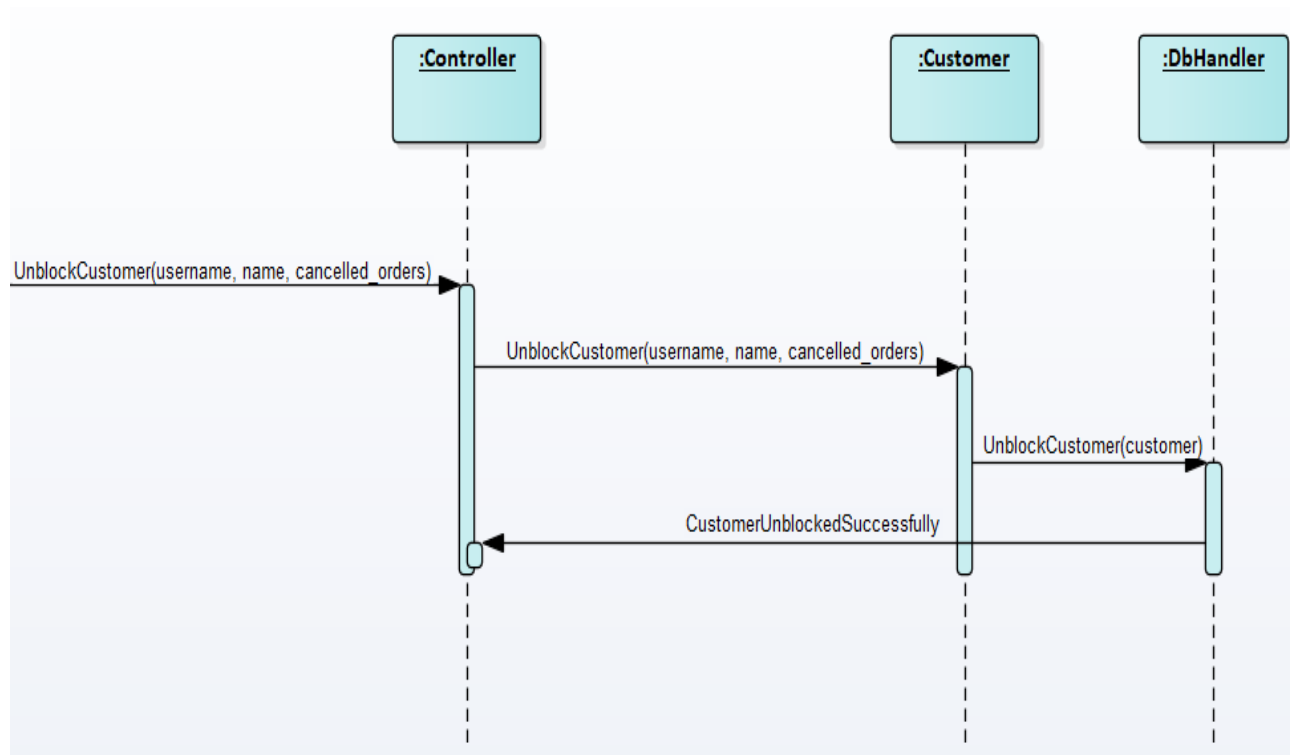 :Controller
:Customer
:DbHandler
UnblockCustomer(username, name, cancelled_orders)
UnblockCustomer(username, name, cancelled_orders)
UnblockCustomer(customer)
CustomerUnblockedSuccessfully